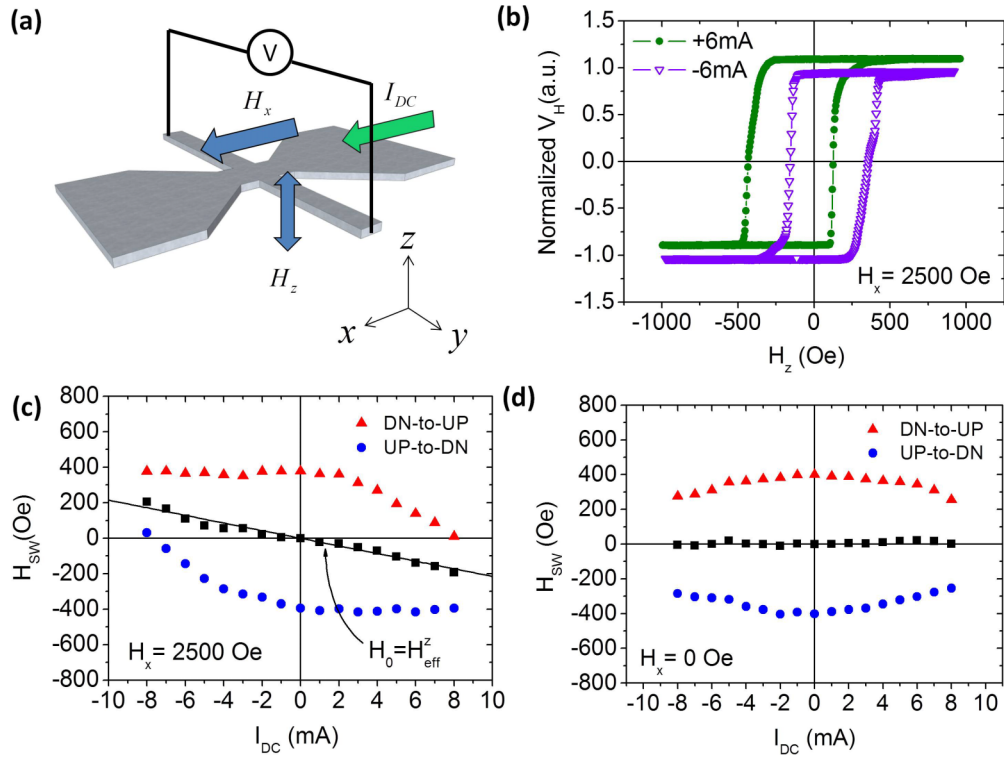 (a)
V
H_x
I_DC
H_z
z
x
y
(b)
Normalized V_H(a.u.)
1.5
1.0
0.5
0.0
-0.5
-1.0
-1.5
+6mA
-6mA
H_x= 2500 Oe
-1000 -500 0 500 1000
H_z (Oe)
(c)
H_SW(Oe)
800
600
400
200
0
-200
-400
-600
-800
DN-to-UP
UP-to-DN
H_x= 2500 Oe
H_0=H^z_eff
-10 -8 -6 -4 -2 0 2 4 6 8 10
I_DC (mA)
(d)
H_SW(Oe)
800
600
400
200
0
-200
-400
-600
-800
DN-to-UP
UP-to-DN
H_x= 0 Oe
-10 -8 -6 -4 -2 0 2 4 6 8 10
I_DC (mA)